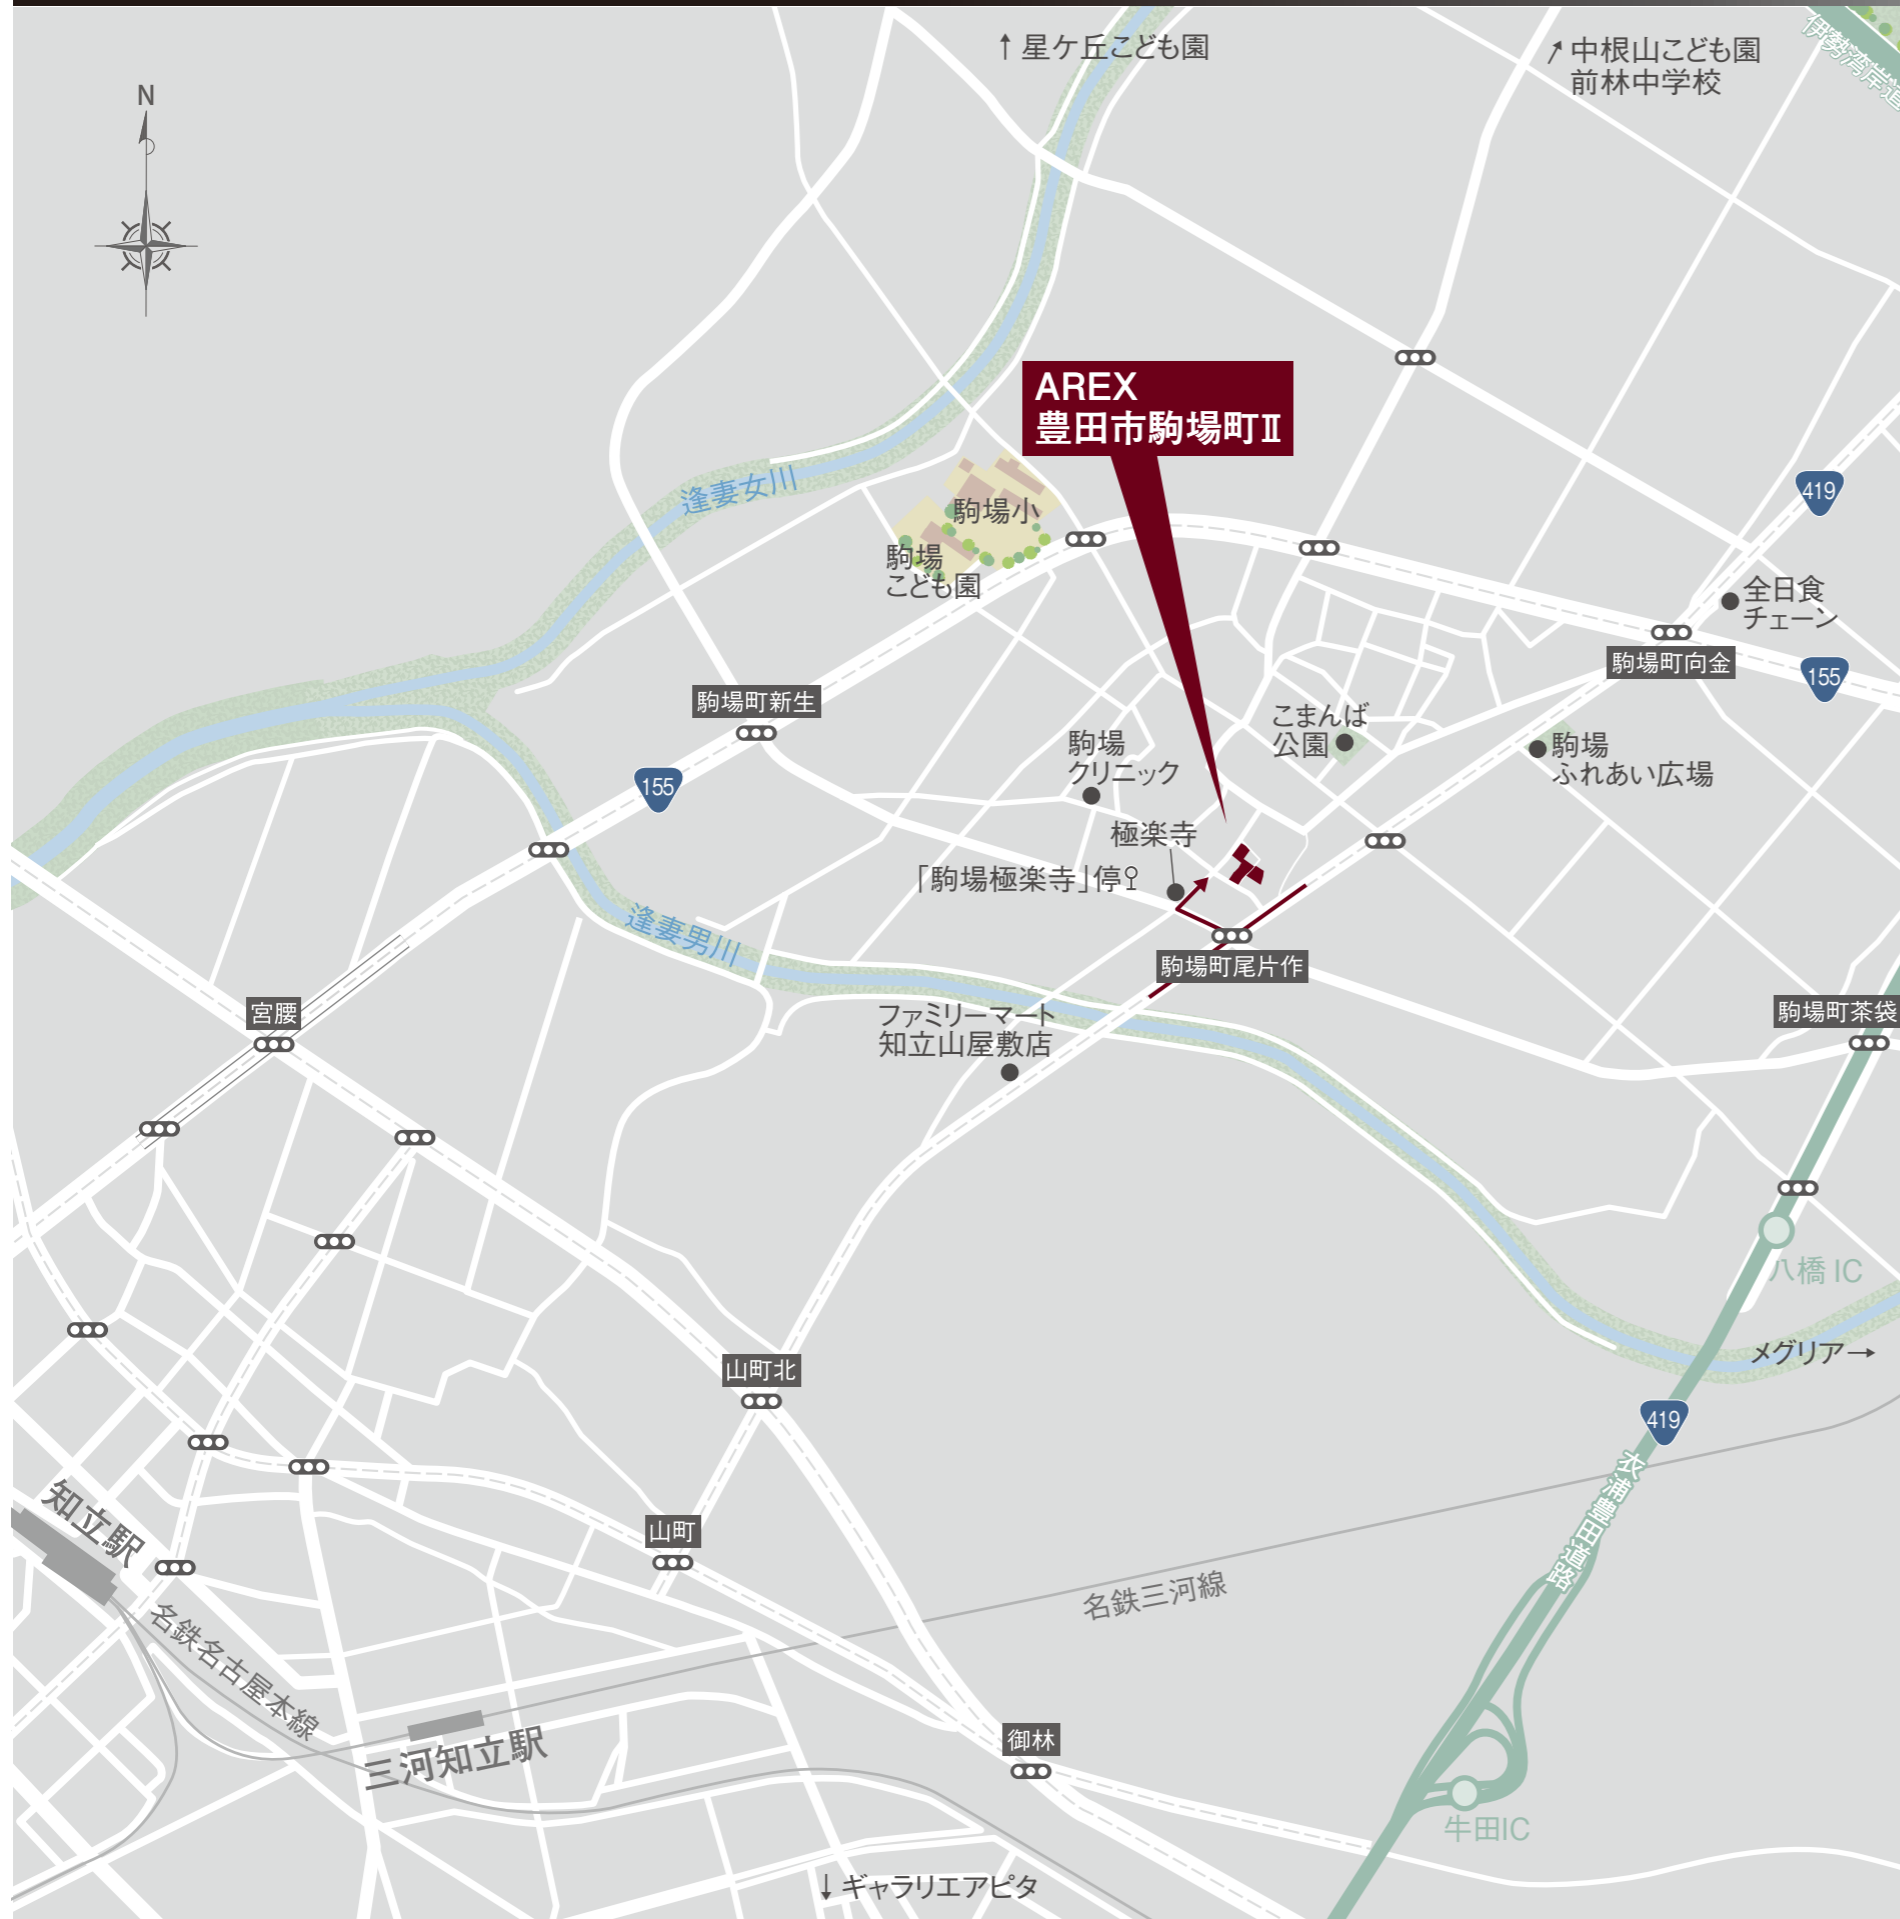 ↑ 星ケ丘こども園
↗ 中根山こども園
前林中学校
伊勢湾岸道
N
AREX
豊田市駒場町Ⅱ
419
逢妻女川
駒場小
駒場
こども園
全日食
チェーン
駒場町向金
155
駒場町新生
こまんば
公園
駒場
クリニック
駒場
ふれあい広場
155
極楽寺
「駒場極楽寺」停
逢妻男川
駒場町尾片作
宮腰
ファミリーマート
知立山屋敷店
駒場町茶袋
八橋 IC
メグリア→
山町北
419
衣浦豊田道路
知立駅
山町
名鉄三河線
名鉄名古屋本線
三河知立駅
御林
牛田IC
↓ ギャラリエアピタ